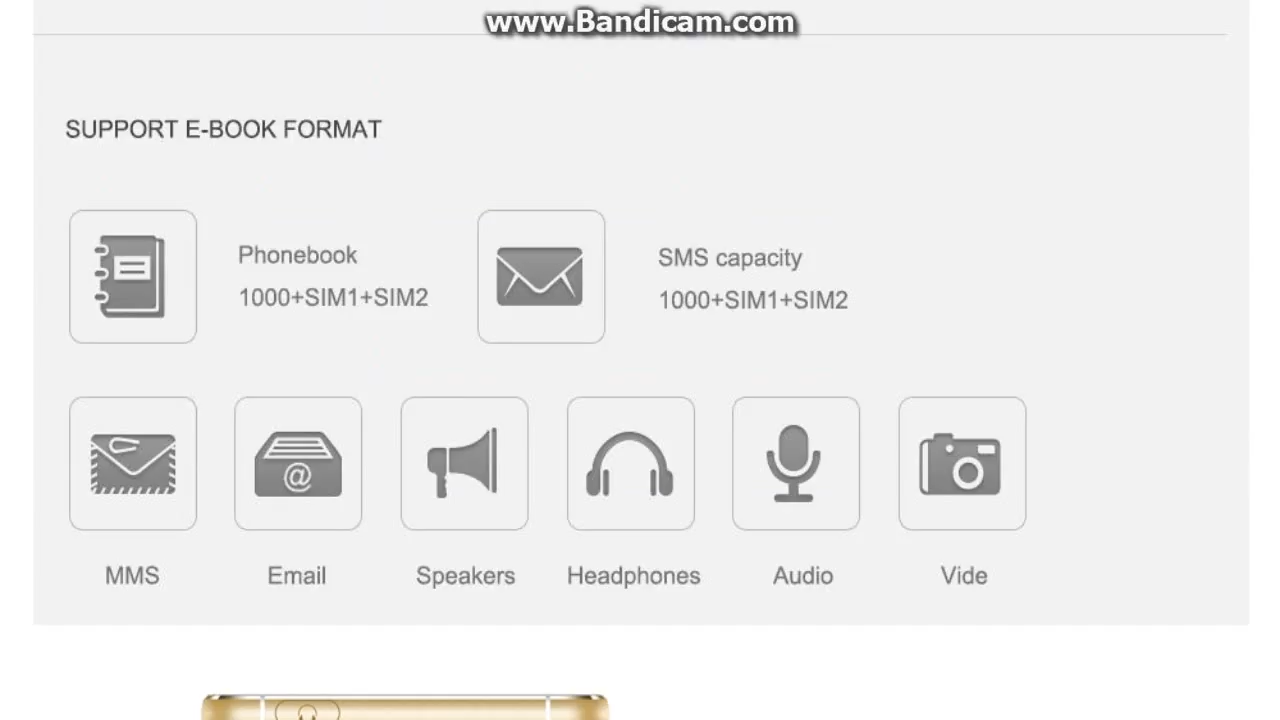 www.Bandicam.com
SUPPORT E-BOOK FORMAT
Phonebook
1000+SIM1+SIM2
SMS capacity
1000+SIM1+SIM2
@
MMS
Email
Speakers
Headphones
Audio
Vide